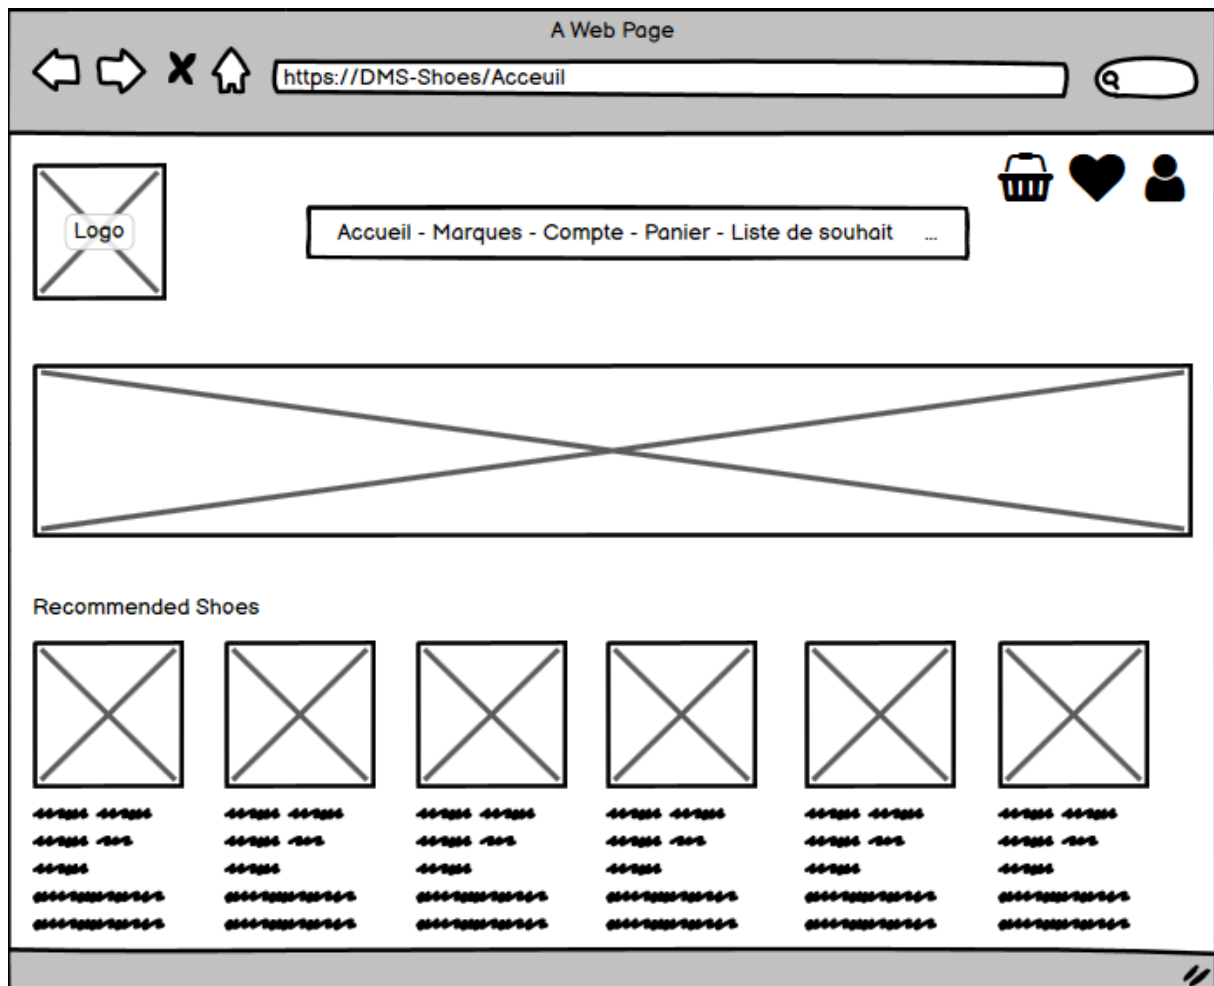 A Web Page
https://DMS-Shoes/Acceuil
Logo
Accueil - Marques - Compte - Panier - Liste de souhait ...
Recommended Shoes